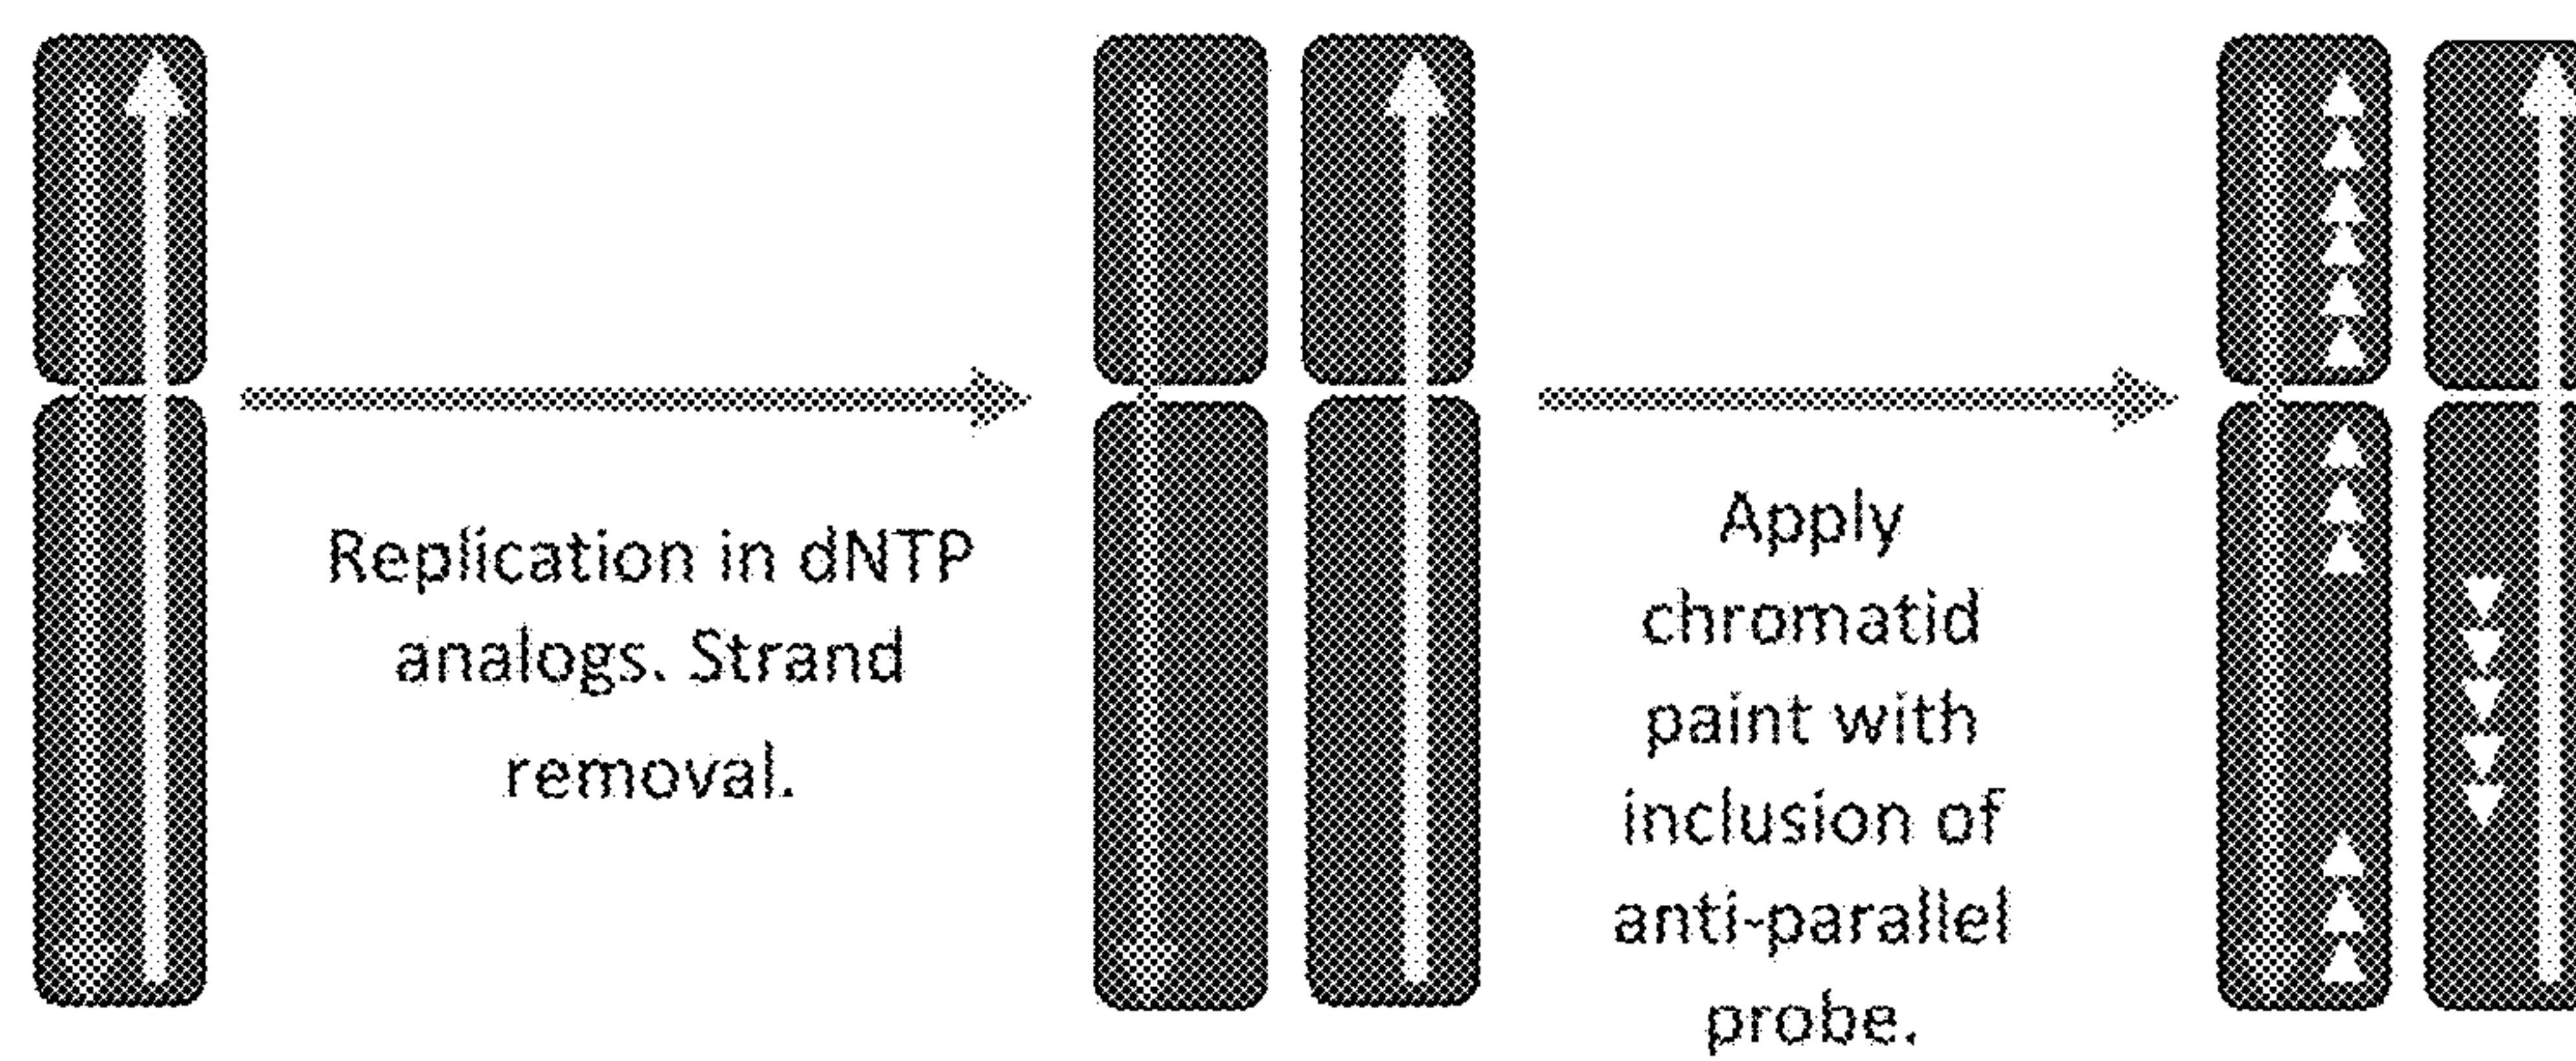 Replication in dNTP
analogs. Strand
removal.
Apply
chromatid
paint with
inclusion of
anti-parallel
probe.